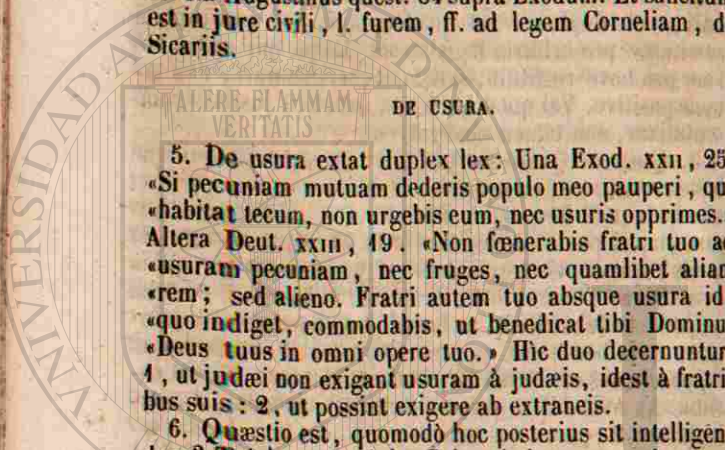 est in jure civili, l. furem, ff. ad legem Corneliam, d
Sicariis.
DE USURA.
5. De usura extat duplex lex: Una Exod. XXII, 25
«Si pecuniam mutuam dederis populo meo pauperi, qu
«habitat tecum, non urgebis eum, nec usuris opprimes.
Altera Deut. XXIII, 19. «Non fœnerabis fratri tuo a
«usuram pecuniam, nec fruges, nec quamlibet alia
«rem; sed alieno. Fratri autem tuo absque usura id
«quo indiget, commodabis, ut benedicat tibi Dominu
«Deus tuus in omni opere tuo.» Hìc duo decernuntur
1, ut judæi non exigant usuram à judæis, idest à fratri
bus suis: 2, ut possint exigere ab extraneis.
6. Quæstio est, quomodò hoc posterius sit intelligen
ALERE FLAMMAM
VERITATIS